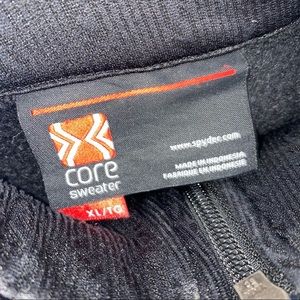 core
sweater
XL/TG
www.spyder.com
MADE IN INDONESIA
FABRIQUE EN INDONESIE